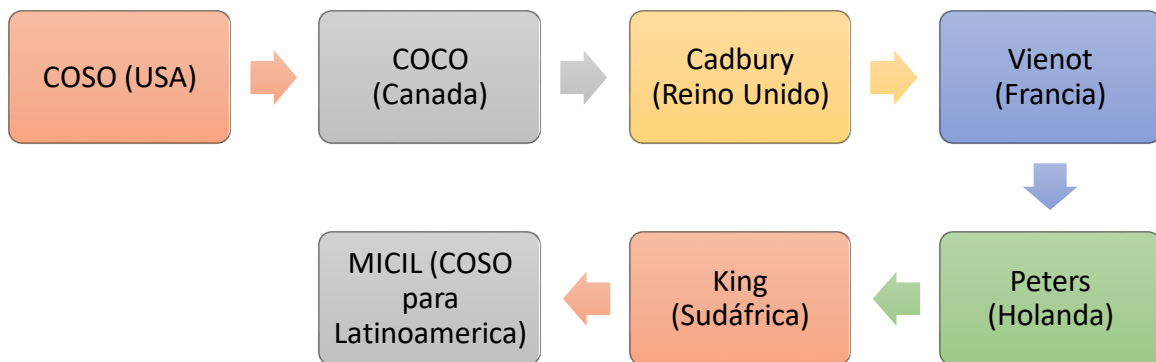 COSO (USA)
COCO
(Canada)
Cadbury
(Reino Unido)
Vienot
(Francia)
Peters
(Holanda)
King
(Sudáfrica)
MICIL (COSO
para
Latinoamerica)